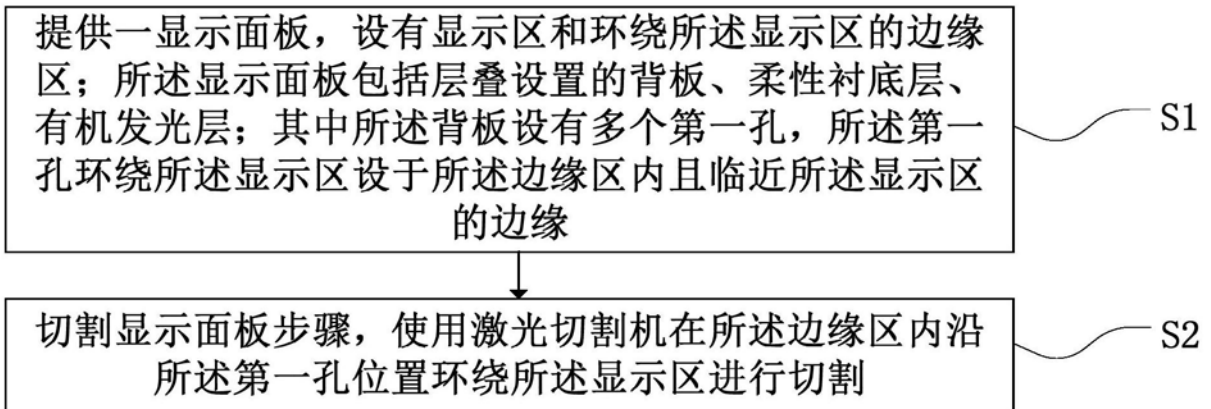 提供一显示面板，设有显示区和环绕所述显示区的边缘
区；所述显示面板包括层叠设置的背板、柔性衬底层、
有机发光层；其中所述背板设有多个第一孔，所述第一
孔环绕所述显示区设于所述边缘区内且临近所述显示区
的边缘
S1
切割显示面板步骤，使用激光切割机在所述边缘区内沿
所述第一孔位置环绕所述显示区进行切割
S2